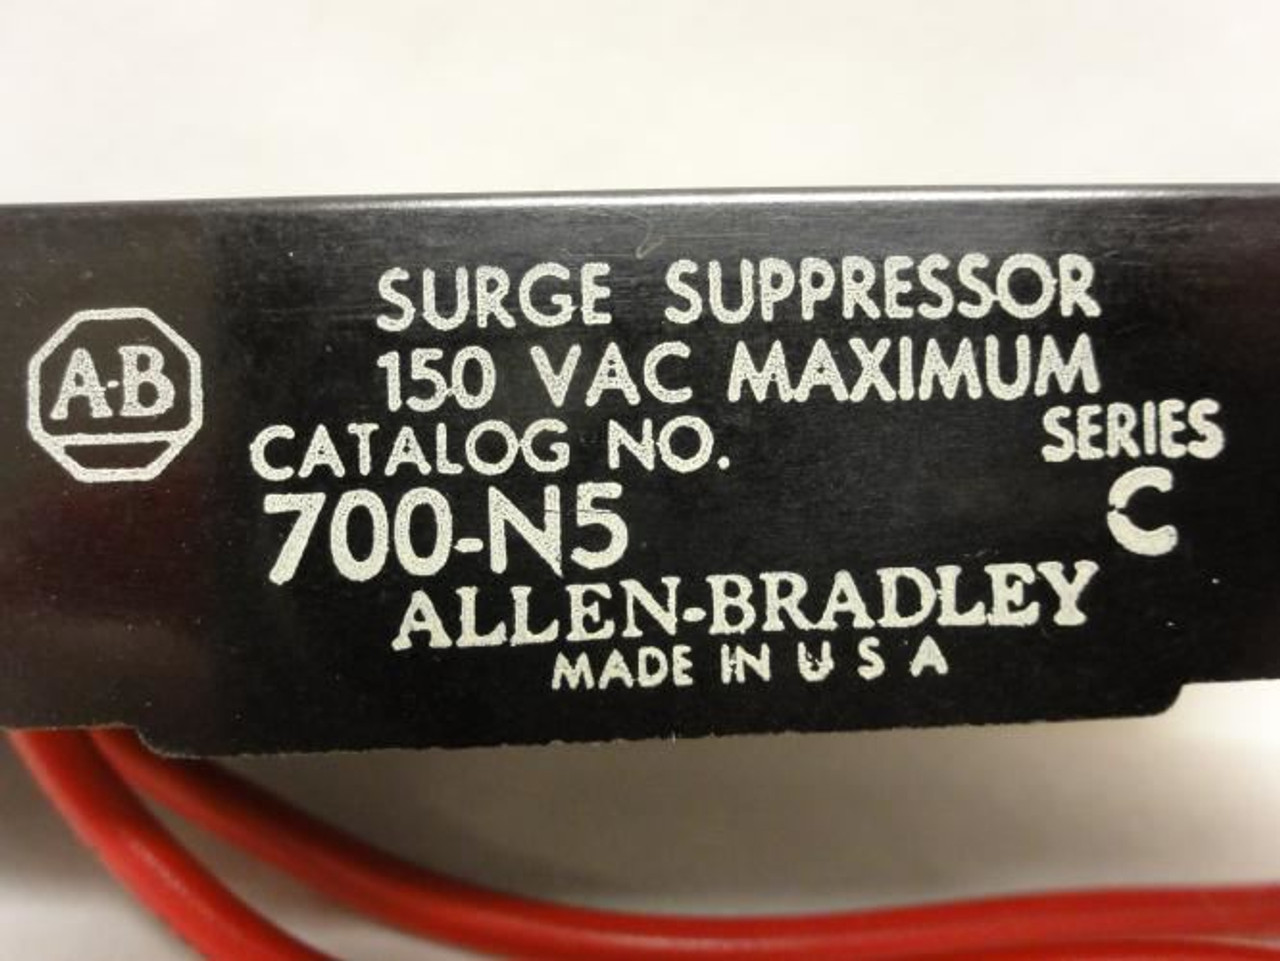 SURGE SUPPRESSOR
A-B
150 VAC MAXIMUM
CATALOG NO.
SERIES
700-N5
C
ALLEN-BRADLEY
MADE IN U S A